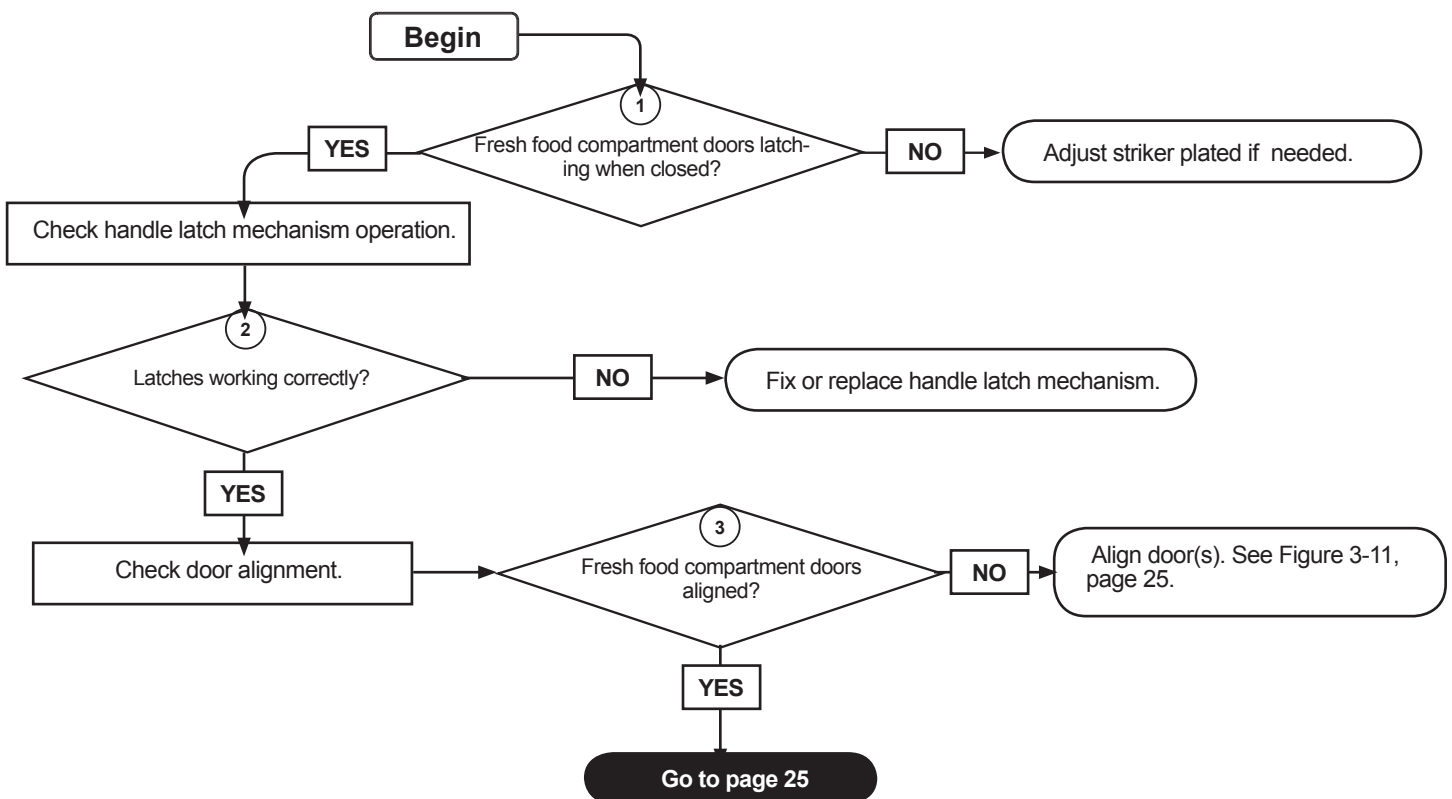 Begin
1
Fresh food compartment doors latch-
ing when closed?
YES
NO
Adjust striker plated if needed.
Check handle latch mechanism operation.
2
Latches working correctly?
NO
Fix or replace handle latch mechanism.
YES
Check door alignment.
3
Fresh food compartment doors
aligned?
NO
Align door(s). See Figure 3-11,
page 25.
YES
Go to page 25